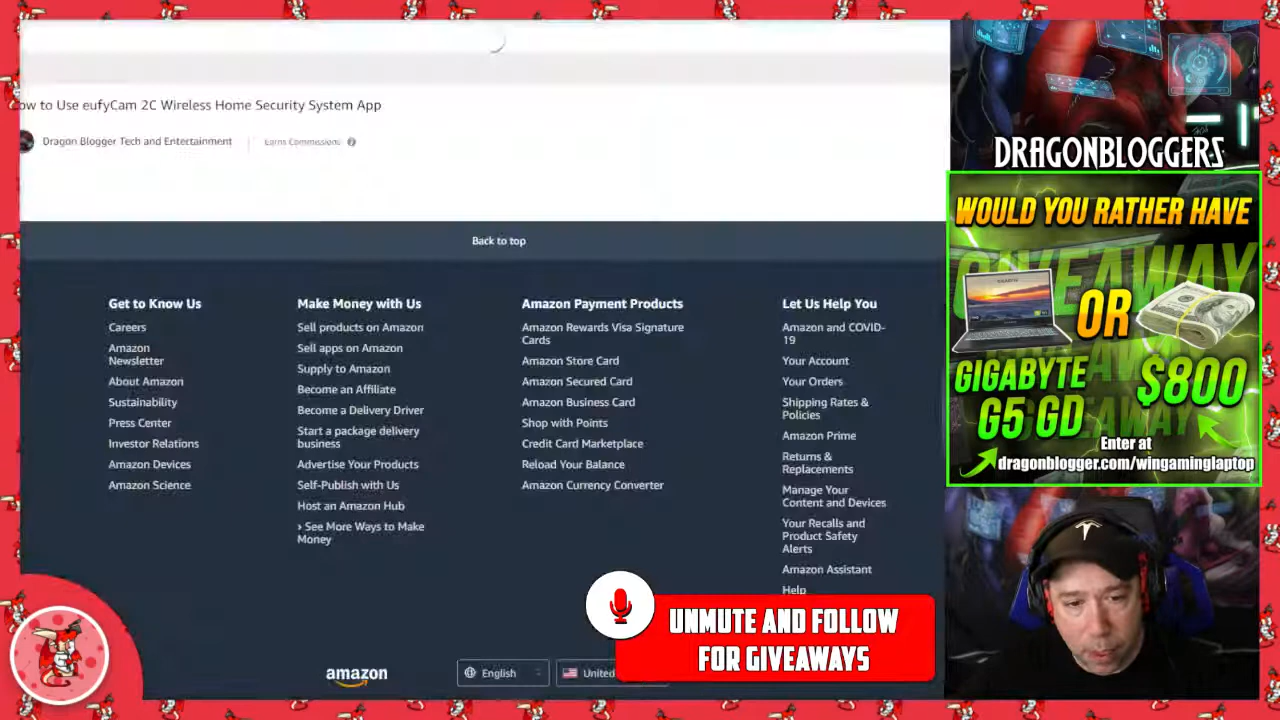 ow to Use eufyCam 2C Wireless Home Security System App
Dragon Blogger Tech and Entertainment
Earns Commissions
Back to top
Get to Know Us
Careers
Amazon
Newsletter
About Amazon
Sustainability
Press Center
Investor Relations
Amazon Devices
Amazon Science
Make Money with Us
Sell products on Amazon
Sell apps on Amazon
Supply to Amazon
Become an Affiliate
Become a Delivery Driver
Start a package delivery
business
Advertise Your Products
Self-Publish with Us
Host an Amazon Hub
› See More Ways to Make
Money
Amazon Payment Products
Amazon Rewards Visa Signature
Cards
Amazon Store Card
Amazon Secured Card
Amazon Business Card
Shop with Points
Credit Card Marketplace
Reload Your Balance
Amazon Currency Converter
Let Us Help You
Amazon and COVID-
19
Your Account
Your Orders
Shipping Rates &
Policies
Amazon Prime
Returns &
Replacements
Manage Your
Content and Devices
Your Recalls and
Product Safety
Alerts
Amazon Assistant
Help
amazon
English
United
UNMUTE AND FOLLOW
FOR GIVEAWAYS
DRAGONBLOGGERS
WOULD YOU RATHER HAVE
GIVEAWAY
OR
GIGABYTE
G5 GD
$800
Enter at
dragonblogger.com/wingaminglaptop